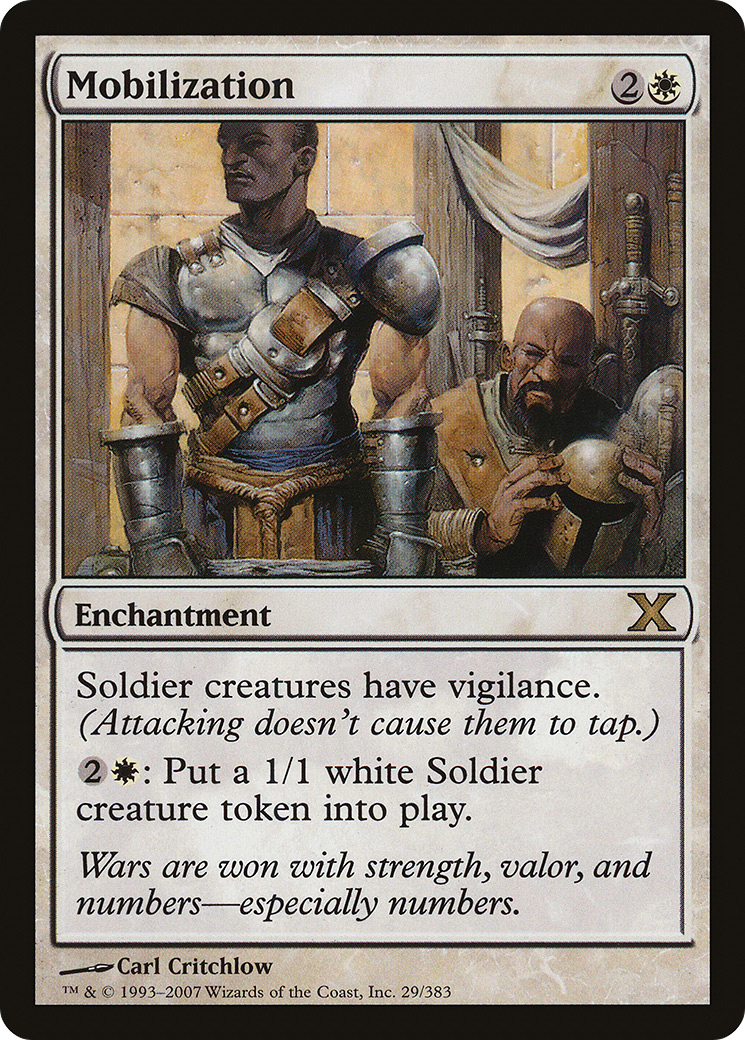 Mobilization 2
Enchantment X
Soldier creatures have vigilance.
(Attacking doesn't cause them to tap.)
2: Put a 1/1 white Soldier
creature token into play.
Wars are won with strength, valor, and
numbers—especially numbers.
Carl Critchlow
™ & © 1993–2007 Wizards of the Coast, Inc. 29/383